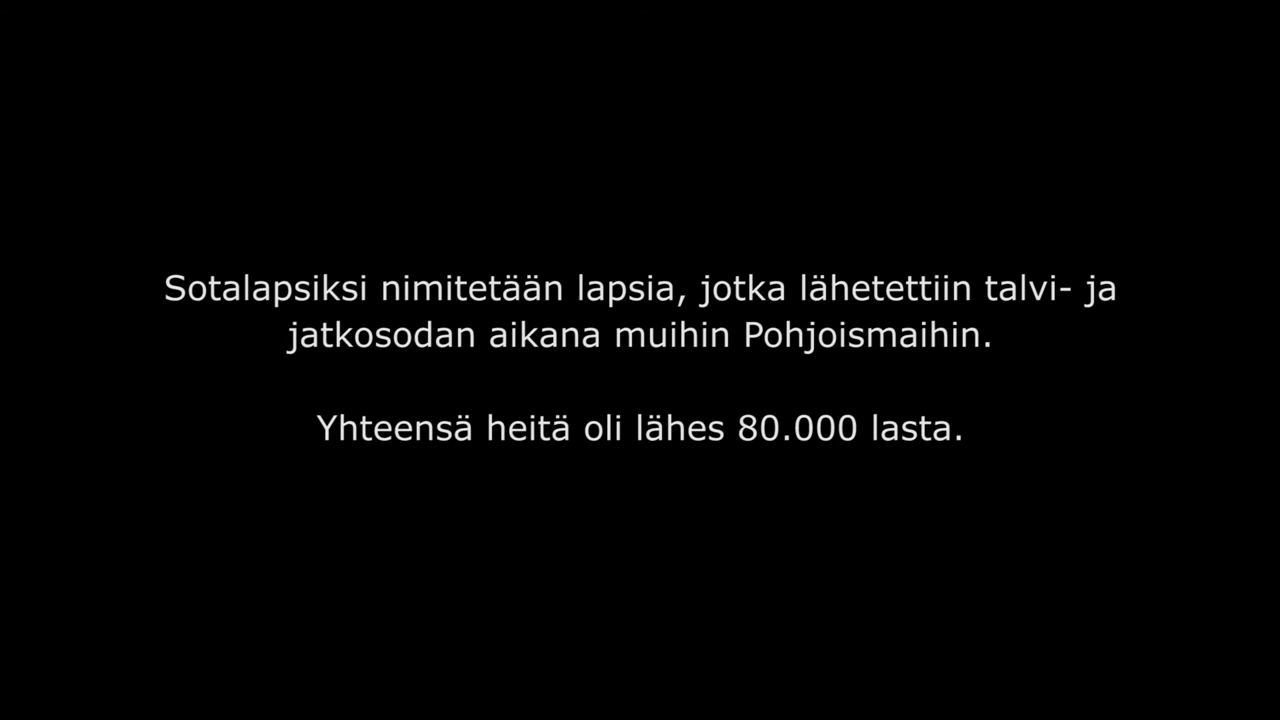 Sotalapsiksi nimitetään lapsia, jotka lähetettiin talvi- ja
jatkosodan aikana muihin Pohjoismaihin.
Yhteensä heitä oli lähes 80.000 lasta.